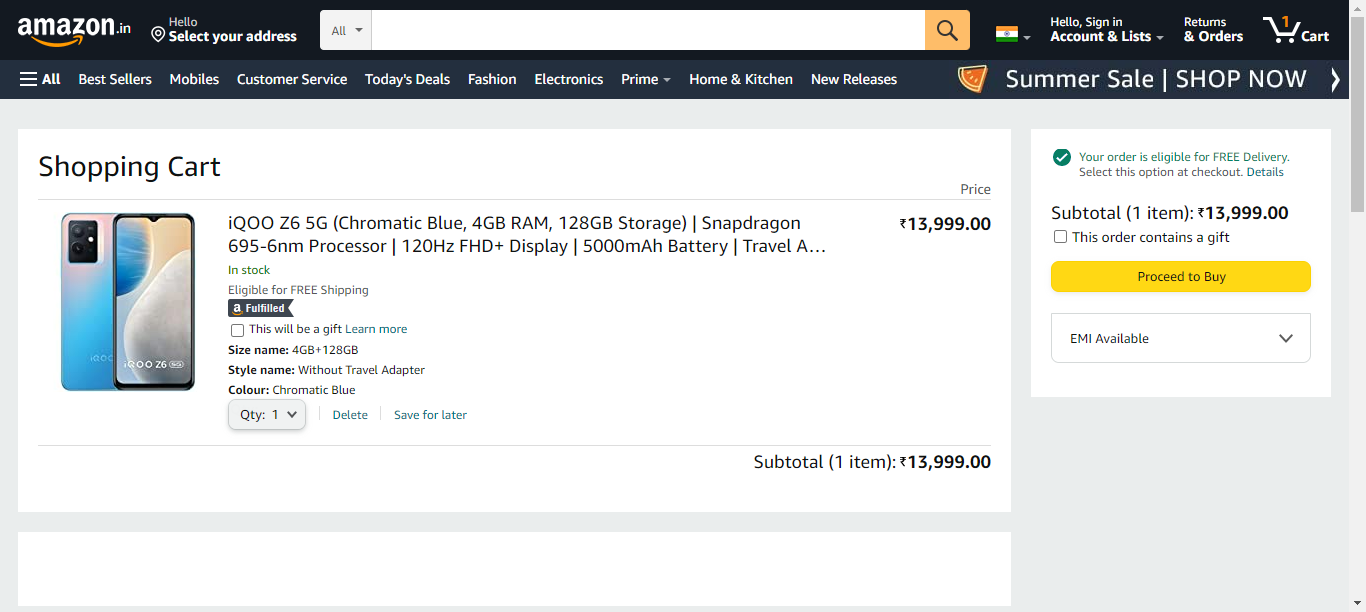 amazon.in
Hello
Select your address
All
Hello, Sign in
Account & Lists
Returns
& Orders
1
Cart
All
Best Sellers
Mobiles
Customer Service
Today's Deals
Fashion
Electronics
Prime
Home & Kitchen
New Releases
Summer Sale | SHOP NOW
Shopping Cart
Price
iQOO Z6 5G (Chromatic Blue, 4GB RAM, 128GB Storage) | Snapdragon
695-6nm Processor | 120Hz FHD+ Display | 5000mAh Battery | Travel A…
₹13,999.00
In stock
Eligible for FREE Shipping
a Fulfilled
This will be a gift Learn more
Size name: 4GB+128GB
Style name: Without Travel Adapter
Colour: Chromatic Blue
Qty: 1
Delete
Save for later
iQOO
iQOO Z6 5G
Subtotal (1 item): ₹13,999.00
Your order is eligible for FREE Delivery.
Select this option at checkout. Details
Subtotal (1 item): ₹13,999.00
This order contains a gift
Proceed to Buy
EMI Available